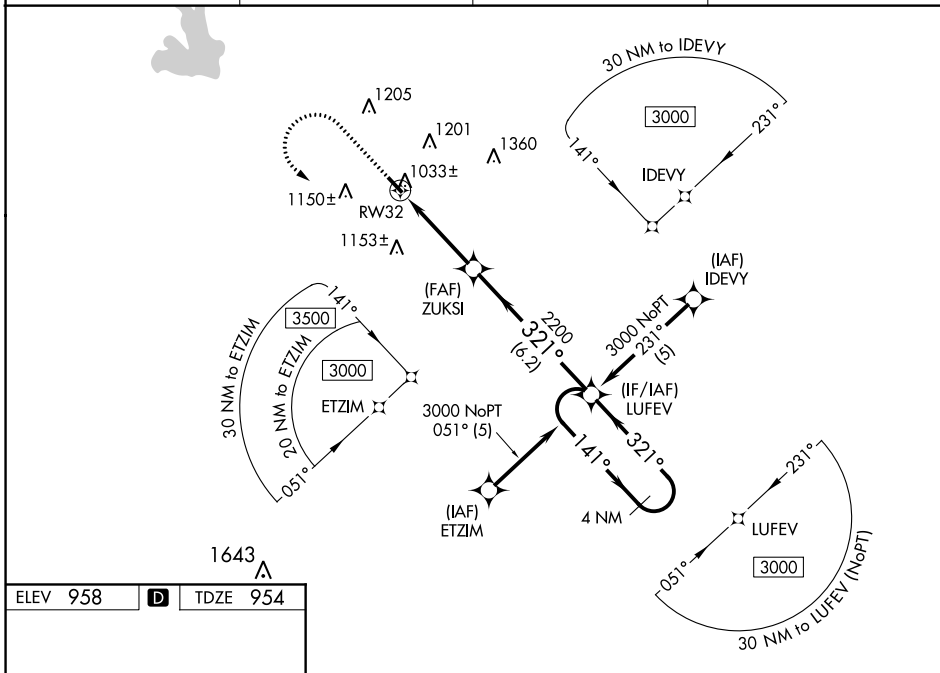 30 NM to IDEVY
3000
141°
231°
IDEVY
1205
1201
1360
1033±
1150±
RW32
1153±
(FAF)
ZUKSI
(IAF)
IDEVY
3000 NoPT
231°
(5)
2200
321°
(6.2)
(IF/IAF)
LUFEV
30 NM to ETZIM
3500
141°
20 NM to ETZIM
3000
ETZIM
051°
3000 NoPT
051° (5)
(IAF)
ETZIM
141°
321°
4 NM
231°
LUFEV
051°
3000
30 NM to LUFEV (NoPT)
1643
ELEV 958 D TDZE 954